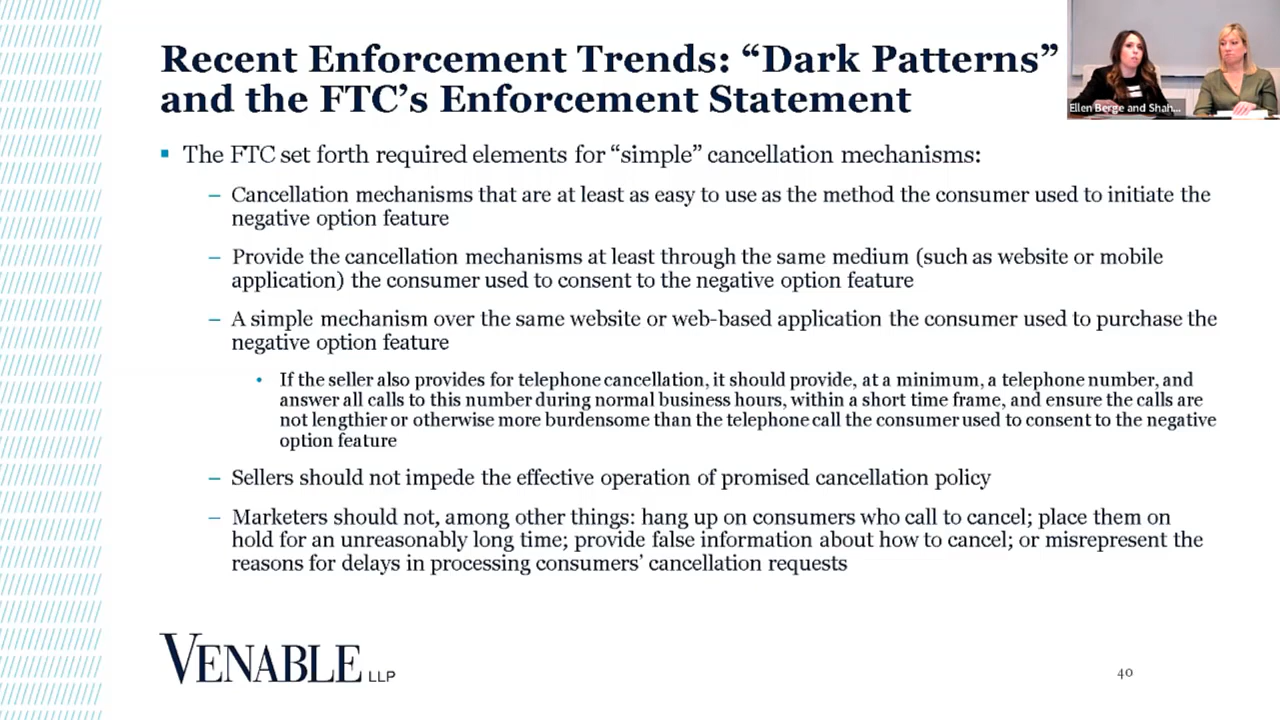 Recent Enforcement Trends: “Dark Patterns”
and the FTC’s Enforcement Statement
Ellen Berge and Shah...
▪ The FTC set forth required elements for “simple” cancellation mechanisms:
– Cancellation mechanisms that are at least as easy to use as the method the consumer used to initiate the
negative option feature
– Provide the cancellation mechanisms at least through the same medium (such as website or mobile
application) the consumer used to consent to the negative option feature
– A simple mechanism over the same website or web-based application the consumer used to purchase the
negative option feature
• If the seller also provides for telephone cancellation, it should provide, at a minimum, a telephone number, and
answer all calls to this number during normal business hours, within a short time frame, and ensure the calls are
not lengthier or otherwise more burdensome than the telephone call the consumer used to consent to the negative
option feature
– Sellers should not impede the effective operation of promised cancellation policy
– Marketers should not, among other things: hang up on consumers who call to cancel; place them on
hold for an unreasonably long time; provide false information about how to cancel; or misrepresent the
reasons for delays in processing consumers’ cancellation requests
VENABLE LLP
40